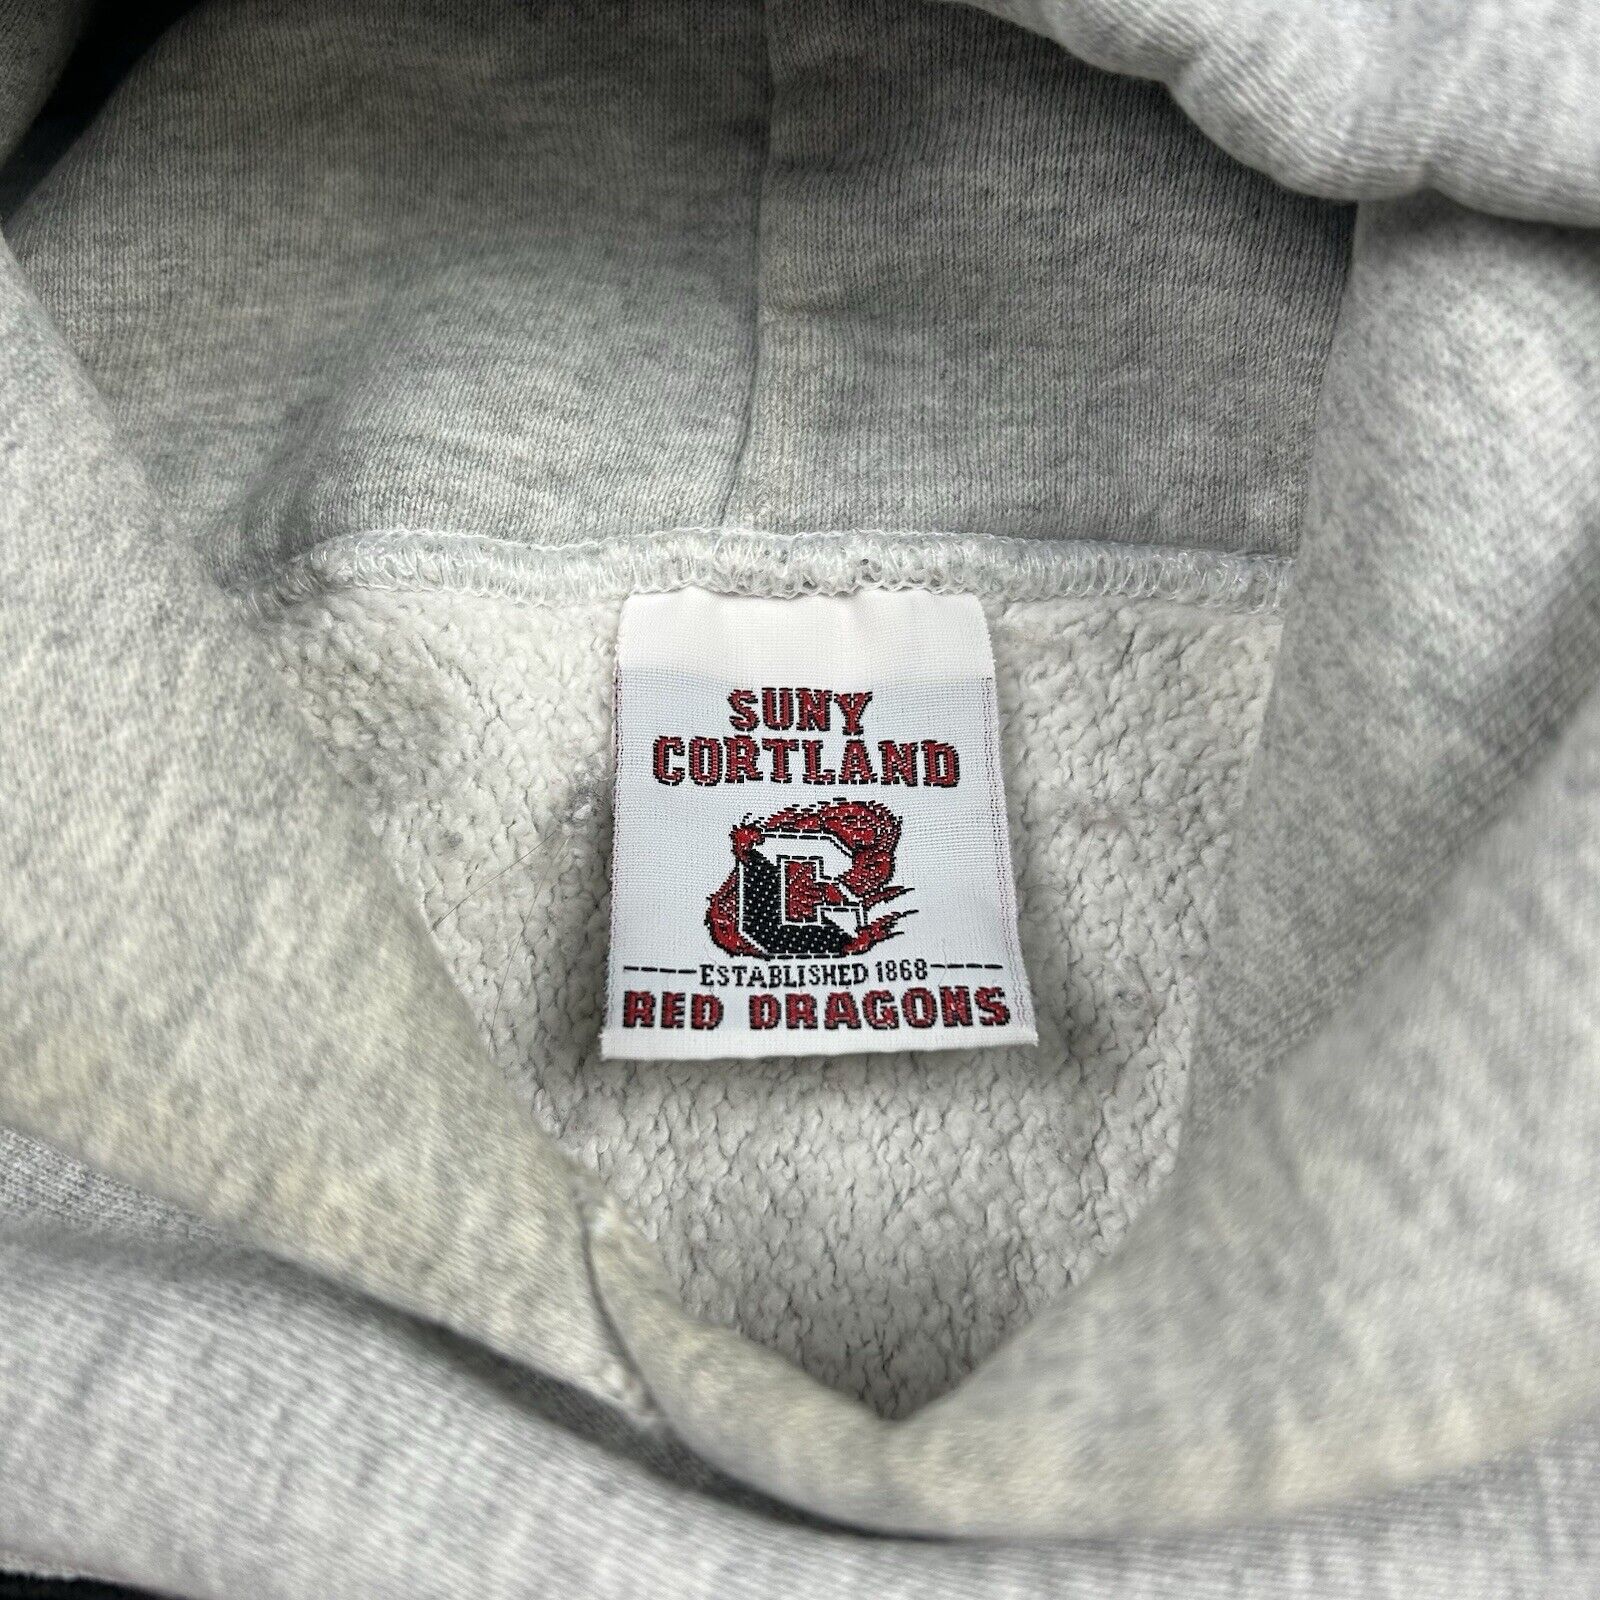 SUNY
CORTLAND
C
ESTABLISHED 1868
RED DRAGONS